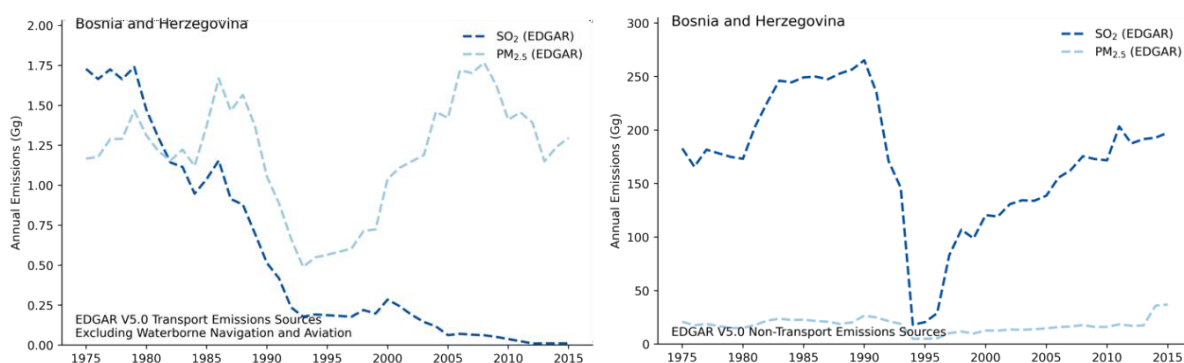 Bosnia and Herzegovina
2.00
1.75
1.50
1.25
1.00
0.75
0.50
0.25
0.00
Annual Emissions (Gg)
SO₂ (EDGAR)
PM₂.₅ (EDGAR)
EDGAR V5.0 Transport Emissions Sources
Excluding Waterborne Navigation and Aviation
1975 1980 1985 1990 1995 2000 2005 2010 2015
Bosnia and Herzegovina
300
250
200
150
100
50
0
Annual Emissions (Gg)
SO₂ (EDGAR)
PM₂.₅ (EDGAR)
EDGAR V5.0 Non-Transport Emissions Sources
1975 1980 1985 1990 1995 2000 2005 2010 2015